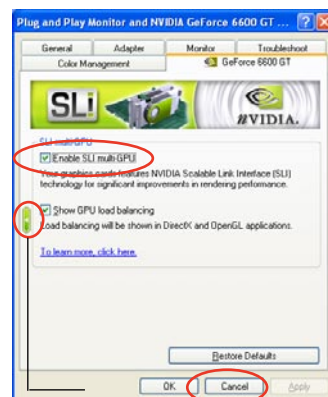 Plug and Play Monitor and NVIDIA GeForce 6600 GT ...
General Adapter Monitor Troubleshoot
Color Management GeForce 6600 GT
SLI
NVIDIA.
SLI multi-GPU
Enable SLI multi-GPU
Your graphics cards features NVIDIA Scalable Link Interface (SLI)
technology for significant improvements in rendering performance.
Show GPU load balancing
Load balancing will be shown in DirectX and OpenGL applications.
To learn more, click here.
Restore Defaults
OK Cancel Apply